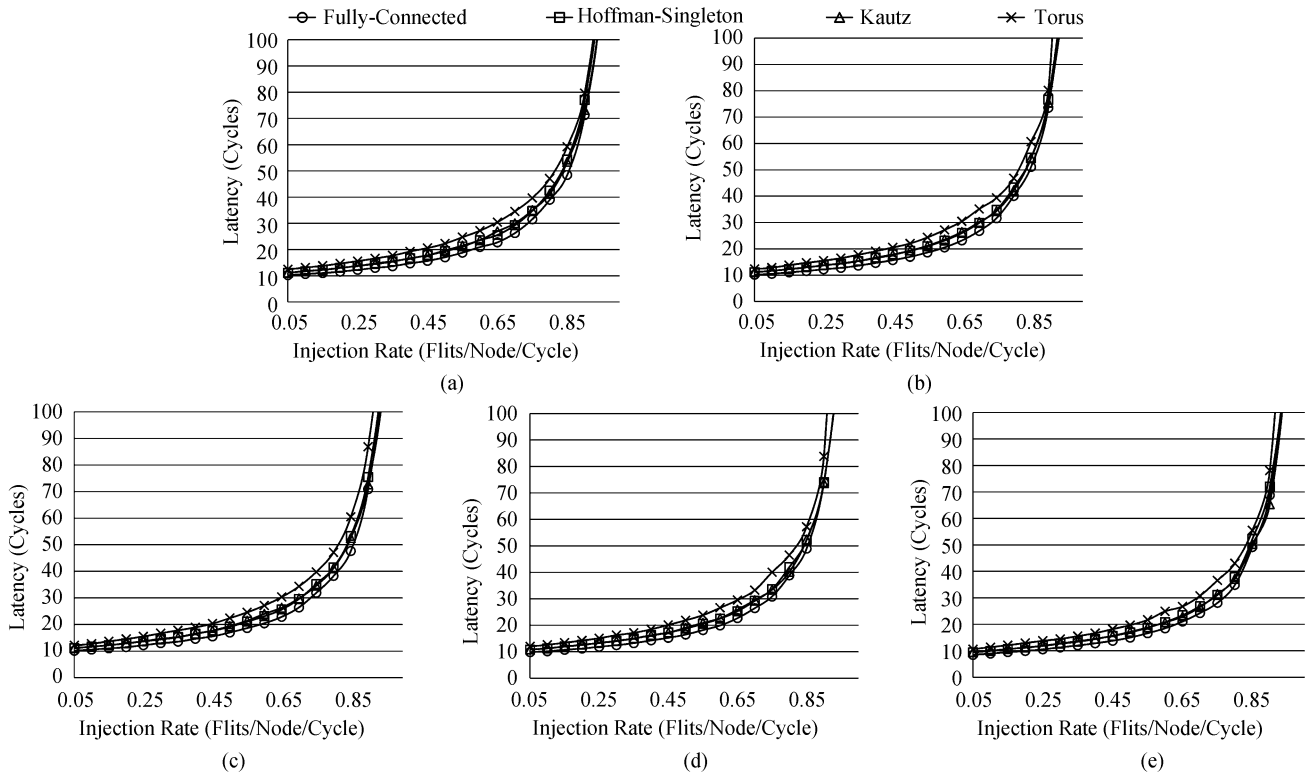 Fully-Connected Hoffman-Singleton Kautz Torus
100
90
80
70
60
50
40
30
20
10
0
Latency (Cycles)
0.05 0.25 0.45 0.65 0.85
Injection Rate (Flits/Node/Cycle)
(a)
100
90
80
70
60
50
40
30
20
10
0
Latency (Cycles)
0.05 0.25 0.45 0.65 0.85
Injection Rate (Flits/Node/Cycle)
(b)
100
90
80
70
60
50
40
30
20
10
0
Latency (Cycles)
0.05 0.25 0.45 0.65 0.85
Injection Rate (Flits/Node/Cycle)
(c)
100
90
80
70
60
50
40
30
20
10
0
Latency (Cycles)
0.05 0.25 0.45 0.65 0.85
Injection Rate (Flits/Node/Cycle)
(d)
100
90
80
70
60
50
40
30
20
10
0
Latency (Cycles)
0.05 0.25 0.45 0.65 0.85
Injection Rate (Flits/Node/Cycle)
(e)